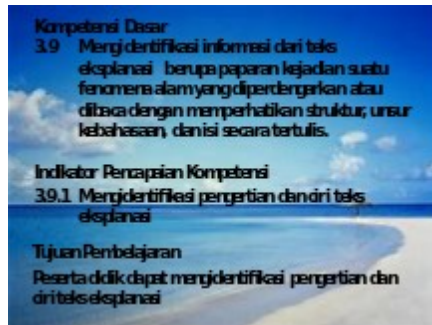 Kompetensi Dasar
3.9 Mengidentifikasi informasi dari teks
eksplanasi berupa paparan kejadian suatu
fenomena alam yang diperdengarkan atau
dibaca dengan memperhatikan struktur, unsur
kebahasaan, dan isi secara tertulis.
Indikator Pencapaian Kompetensi
3.9.1 Mengidentifikasi pengertian dan ciri teks
eksplanasi
Tujuan Pembelajaran
Peserta didik dapat mengidentifikasi pengertian dan
ciri teks eksplanasi